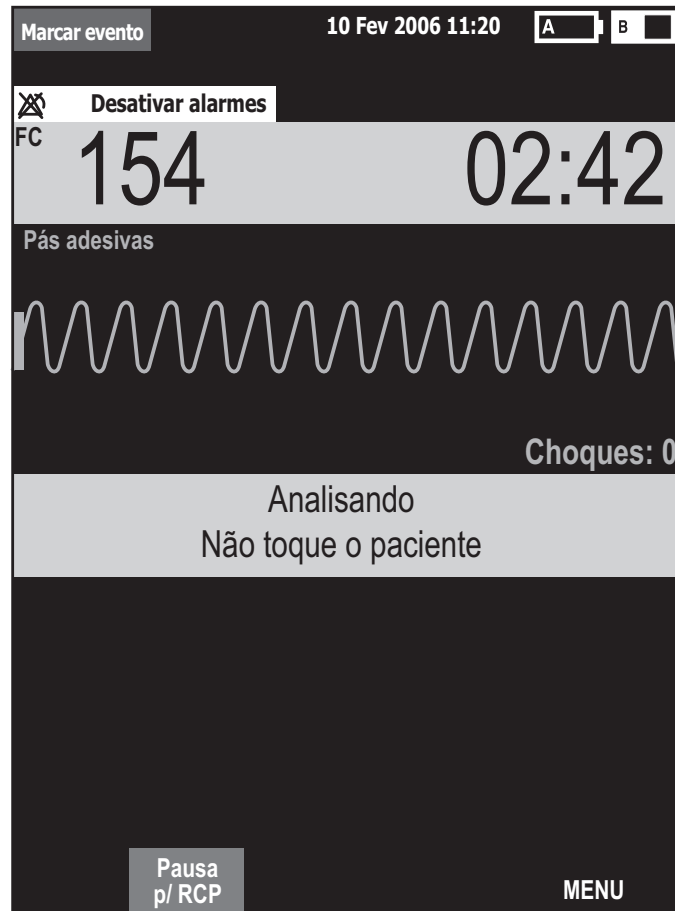 Marcar evento
10 Fev 2006 11:20
A
B
Desativar alarmes
FC
154
02:42
Pás adesivas
Choques: 0
Analisando
Não toque o paciente
Pausa
p/ RCP
MENU